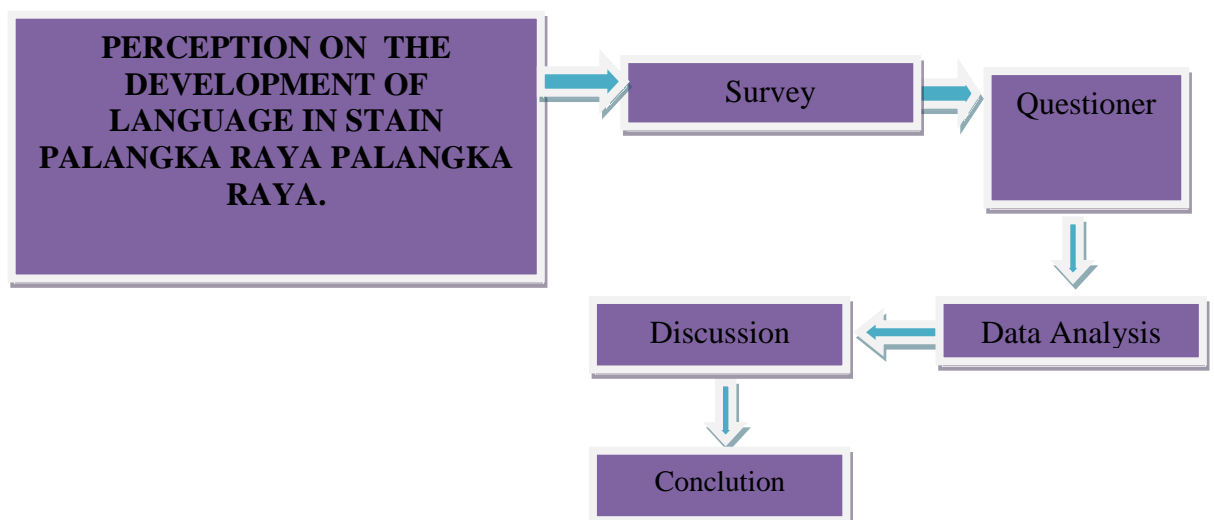 PERCEPTION ON THE
DEVELOPMENT OF
LANGUAGE IN STAIN
PALANGKA RAYA PALANGKA
RAYA.
Survey
Questioner
Data Analysis
Discussion
Conclution